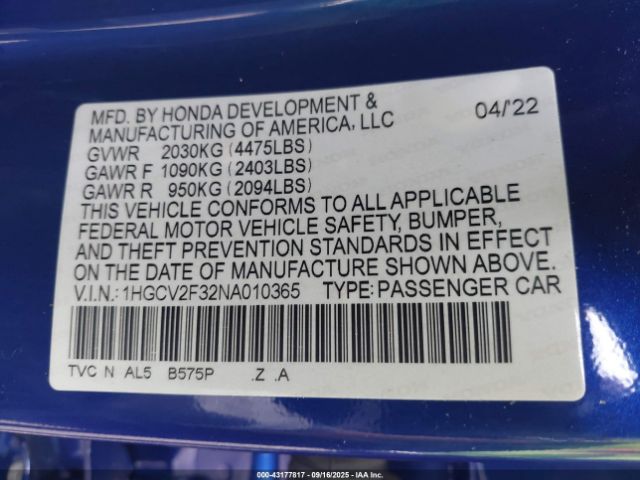 MFD. BY HONDA DEVELOPMENT & 04/'22
MANUFACTURING OF AMERICA, LLC
GVWR 2030KG (4475LBS)
GAWR F 1090KG (2403LBS)
GAWR R 950KG (2094LBS)
THIS VEHICLE CONFORMS TO ALL APPLICABLE
FEDERAL MOTOR VEHICLE SAFETY, BUMPER,
AND THEFT PREVENTION STANDARDS IN EFFECT
ON THE DATE OF MANUFACTURE SHOWN ABOVE.
V.I.N.: 1HGCV2F32NA010365 TYPE: PASSENGER CAR
TVC N AL5 B575P .Z .A
000-43177817 - 09/16/2025 - IAA Inc.